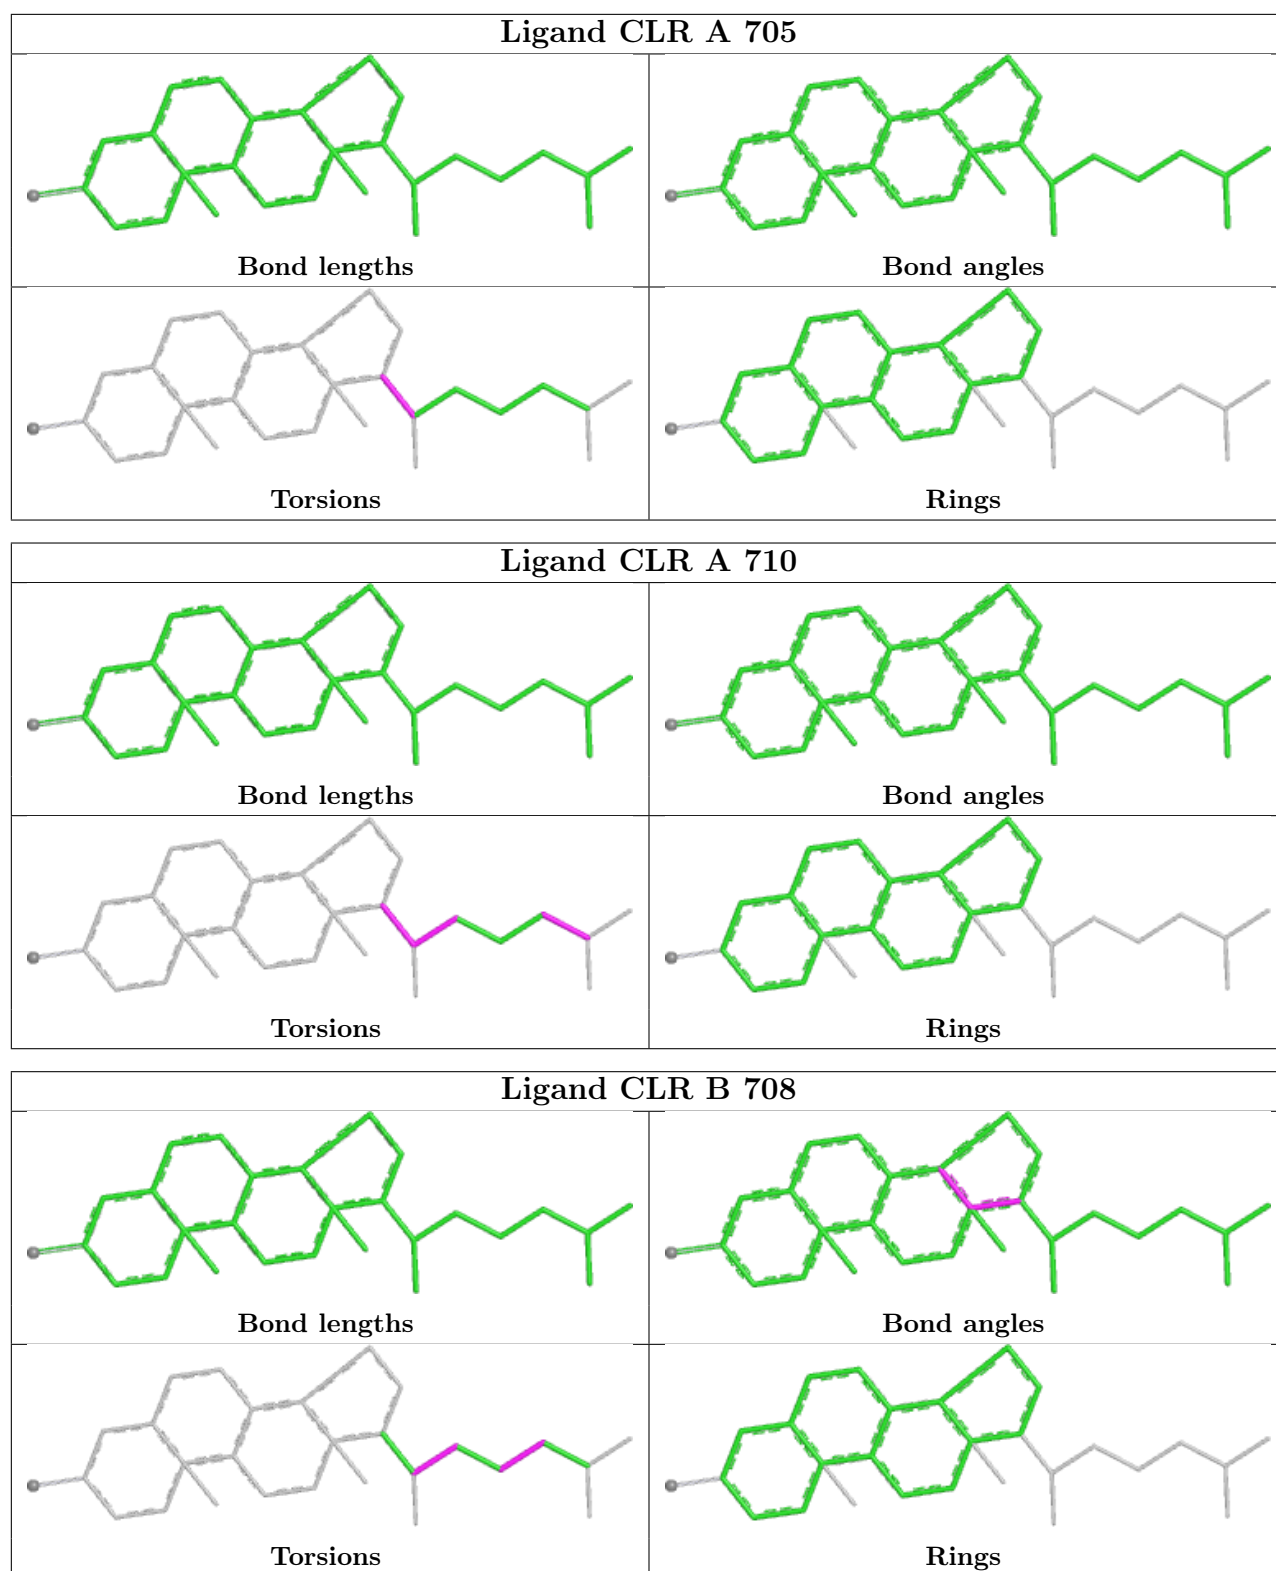 Ligand CLR A 705
Bond lengths
Bond angles
Torsions
Rings
Ligand CLR A 710
Bond lengths
Bond angles
Torsions
Rings
Ligand CLR B 708
Bond lengths
Bond angles
Torsions
Rings